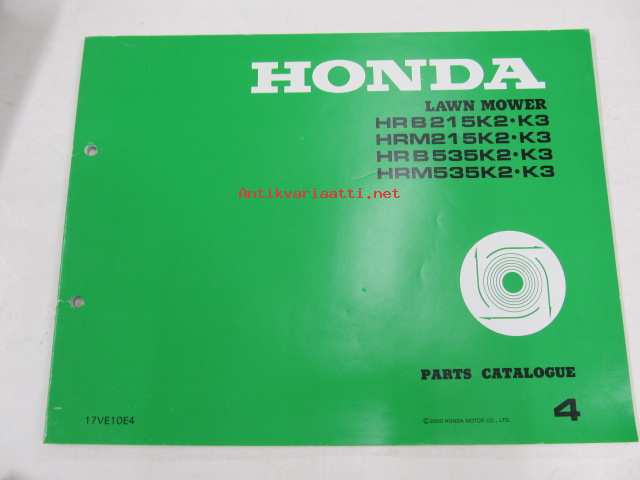 HONDA
LAWN MOWER
HRB215K2·K3
HRM215K2·K3
HRB535K2·K3
HRM535K2·K3
Antikvariaatti.net
PARTS CATALOGUE
17VE10E4
© 2000 HONDA MOTOR CO., LTD.
4